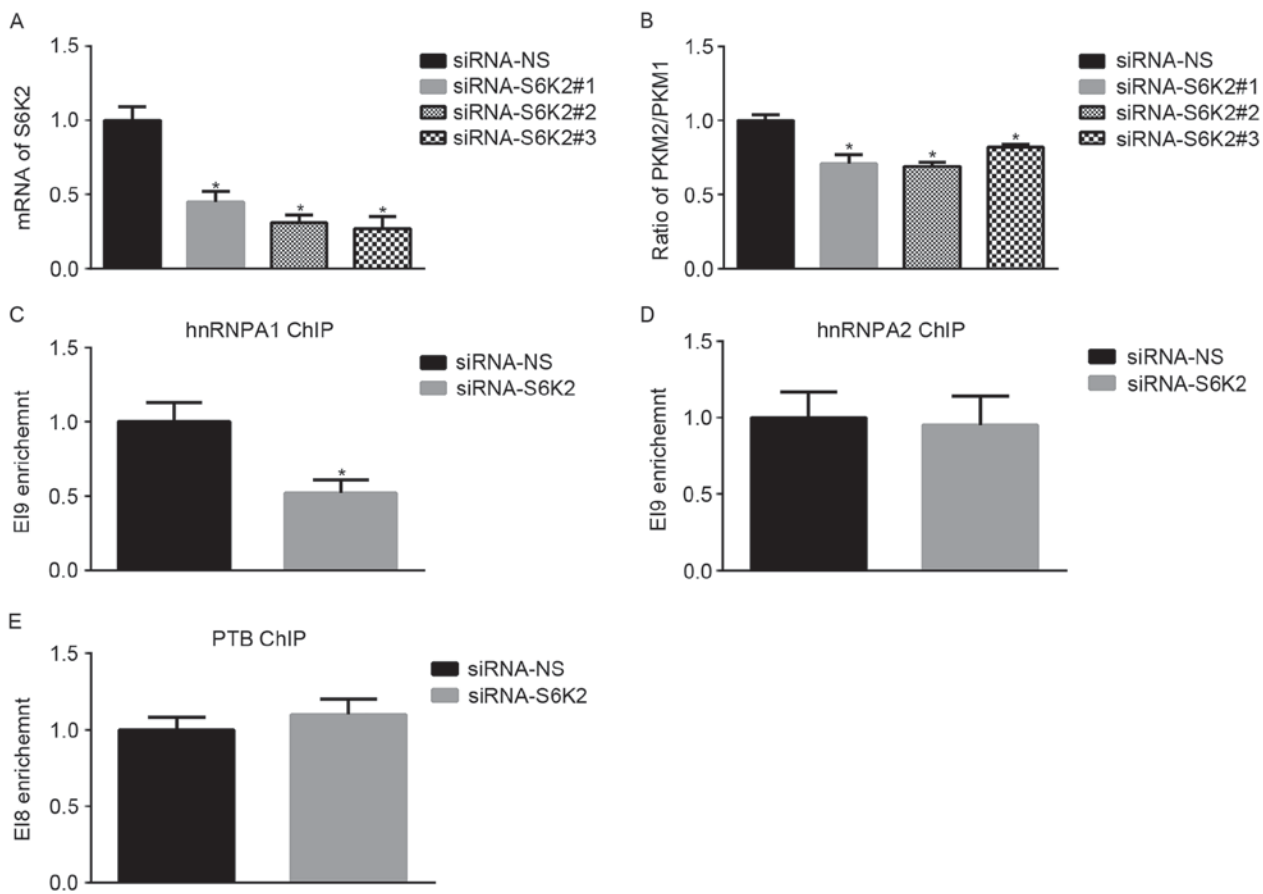 A
mRNA of S6K2
1.5
1.0
0.5
0.0
*
*
*
siRNA-NS
siRNA-S6K2#1
siRNA-S6K2#2
siRNA-S6K2#3
B
Ratio of PKM2/PKM1
1.5
1.0
0.5
0.0
*
*
*
siRNA-NS
siRNA-S6K2#1
siRNA-S6K2#2
siRNA-S6K2#3
C
hnRNPA1 ChIP
EI9 enrichemnt
1.5
1.0
0.5
0.0
*
siRNA-NS
siRNA-S6K2
D
hnRNPA2 ChIP
EI9 enrichemnt
1.5
1.0
0.5
0.0
siRNA-NS
siRNA-S6K2
E
PTB ChIP
EI8 enrichemnt
1.5
1.0
0.5
0.0
siRNA-NS
siRNA-S6K2